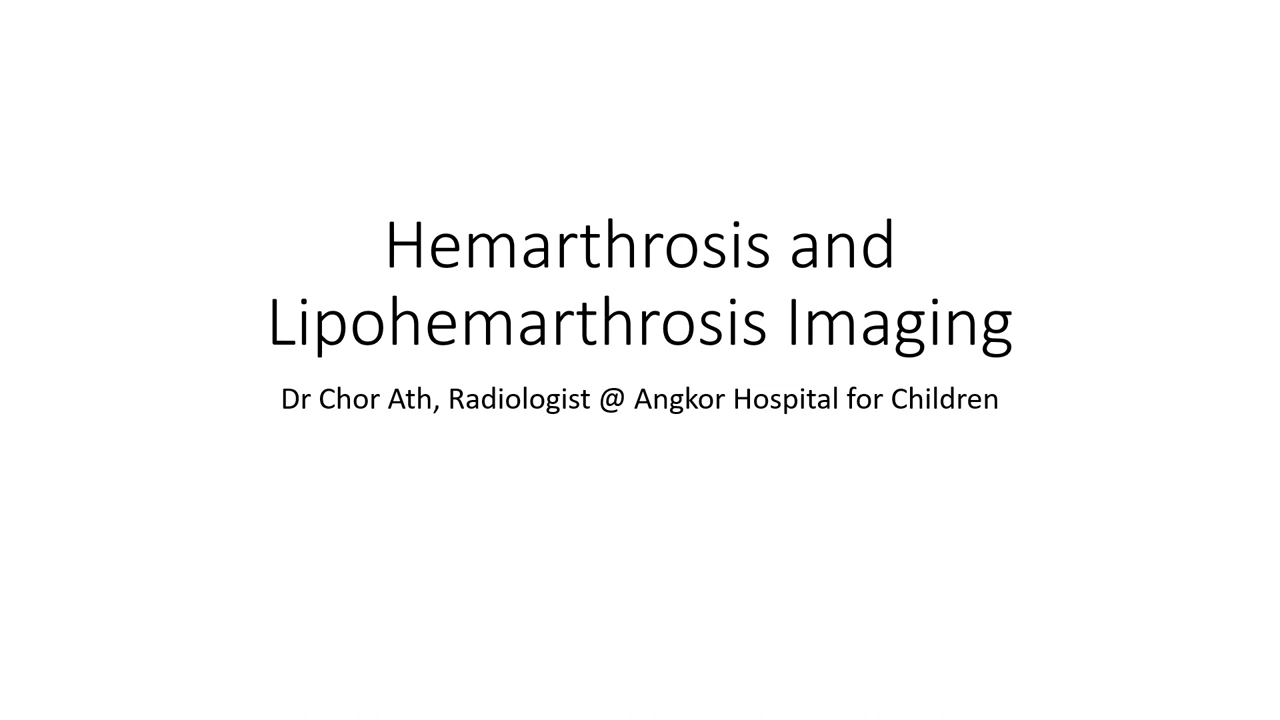 Hemarthrosis and
Lipohemarthrosis Imaging
Dr Chor Ath, Radiologist @ Angkor Hospital for Children